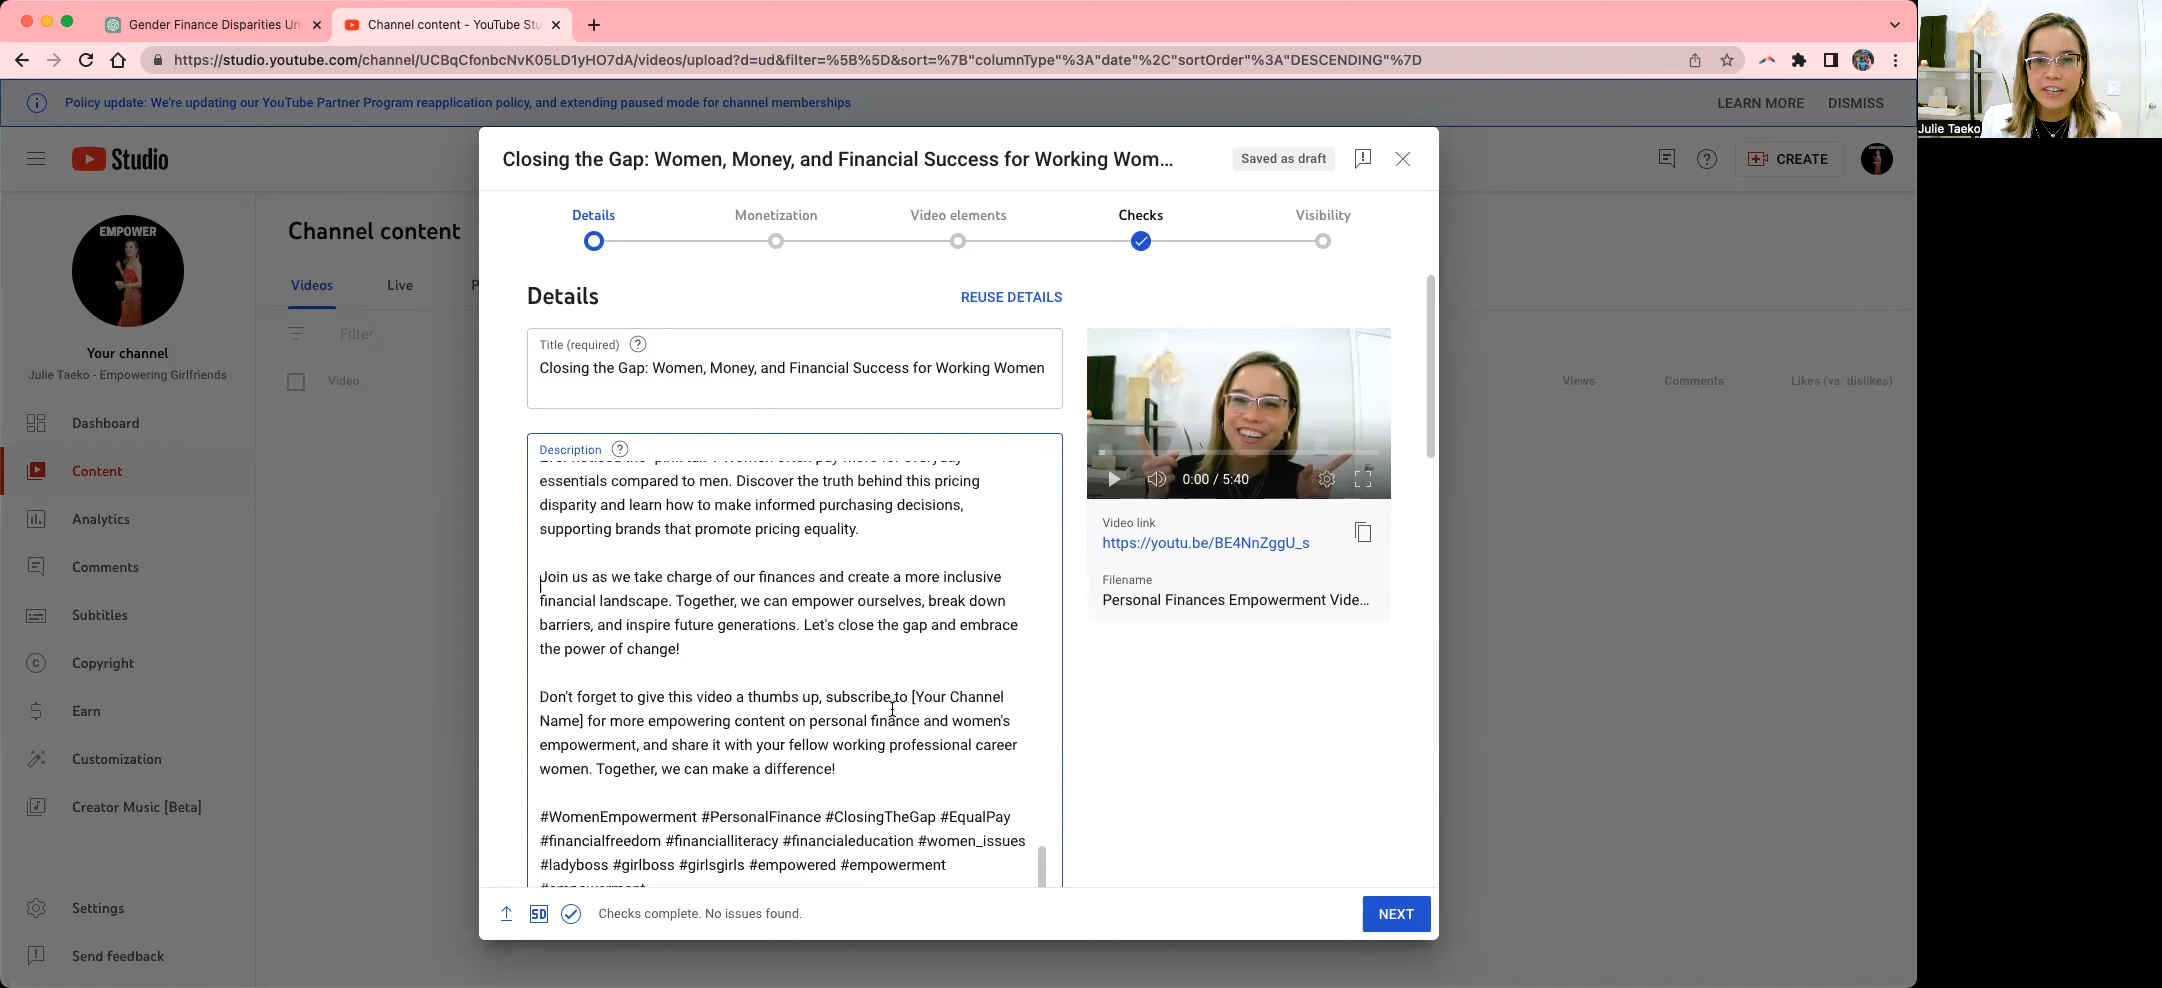 Gender Finance Disparities Un
Channel content - YouTube Stu
https://studio.youtube.com/channel/UCBqCfonbcNvK05LD1yHO7dA/videos/upload?d=ud&filter=%5B%5D&sort=%7B"columnType"%3A"date"%2C"sortOrder"%3A"DESCENDING"%7D
Julie Taeko
Policy update: We're updating our YouTube Partner Program reapplication policy, and extending paused mode for channel memberships
LEARN MORE
DISMISS
Studio
CREATE
EMPOWER
Your channel
Julie Taeko - Empowering Girlfriends
Dashboard
Content
Analytics
Comments
Subtitles
Copyright
Earn
Customization
Creator Music [Beta]
Settings
Send feedback
Channel content
Videos
Live
P
Filter
Video
Views
Comments
Likes (vs. dislikes)
Closing the Gap: Women, Money, and Financial Success for Working Wom...
Saved as draft
Details
Monetization
Video elements
Checks
Visibility
Details
REUSE DETAILS
Title (required)
Closing the Gap: Women, Money, and Financial Success for Working Women
Description
essentials compared to men. Discover the truth behind this pricing
disparity and learn how to make informed purchasing decisions,
supporting brands that promote pricing equality.
Join us as we take charge of our finances and create a more inclusive
financial landscape. Together, we can empower ourselves, break down
barriers, and inspire future generations. Let's close the gap and embrace
the power of change!
Don't forget to give this video a thumbs up, subscribe to [Your Channel
Name] for more empowering content on personal finance and women's
empowerment, and share it with your fellow working professional career
women. Together, we can make a difference!
#WomenEmpowerment #PersonalFinance #ClosingTheGap #EqualPay
#financialfreedom #financialliteracy #financialeducation #women_issues
#ladyboss #girlboss #girlsgirls #empowered #empowerment
0:00 / 5:40
Video link
https://youtu.be/BE4NnZggU_s
Filename
Personal Finances Empowerment Vide...
SD
Checks complete. No issues found.
NEXT